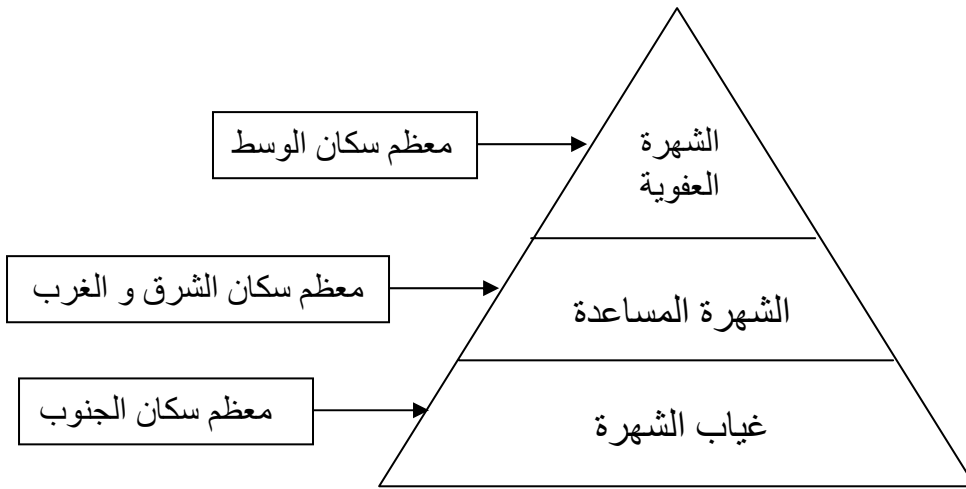 الشهرة
العفوية
معظم سكان الوسط
الشهرة المساعدة
معظم سكان الشرق و الغرب
غياب الشهرة
معظم سكان الجنوب